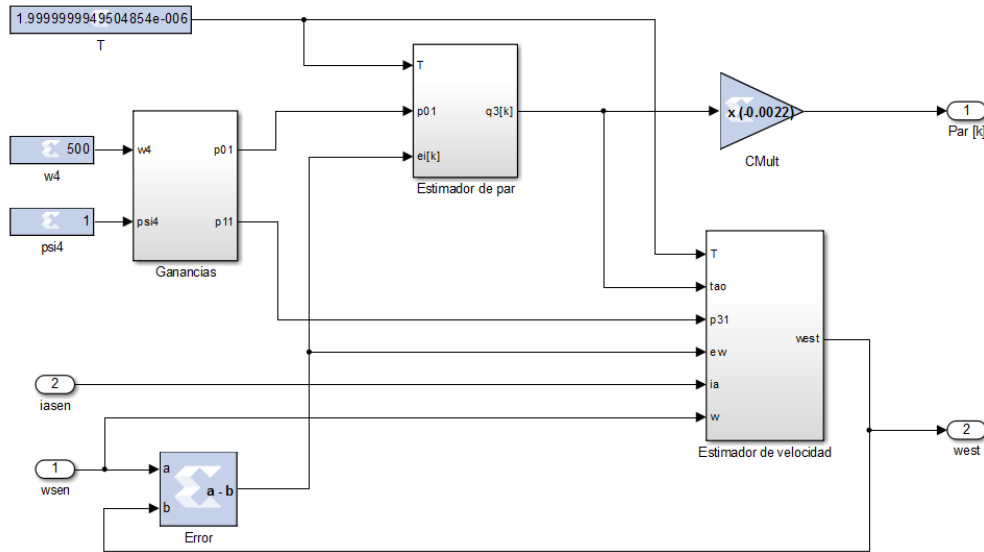 1.9999999949504854e-006
T
T
p01
ei[k]
q3[k]
Estimador de par
x (-0.0022)
CMult
1
Par [k]
500
w4
1
psi4
w4
psi4
p01
p11
Ganancias
T
tao
p31
ew
ia
w
west
Estimador de velocidad
2
iasen
1
wsen
a
b
a - b
Error
2
west